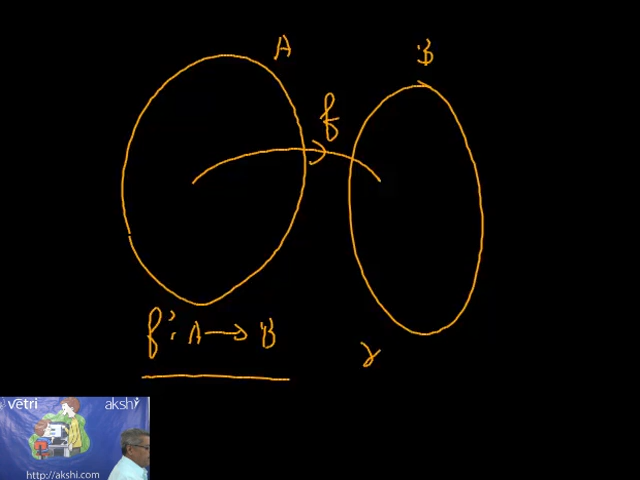 A
B
f
f: A → B
vetri akshi
http://akshi.com